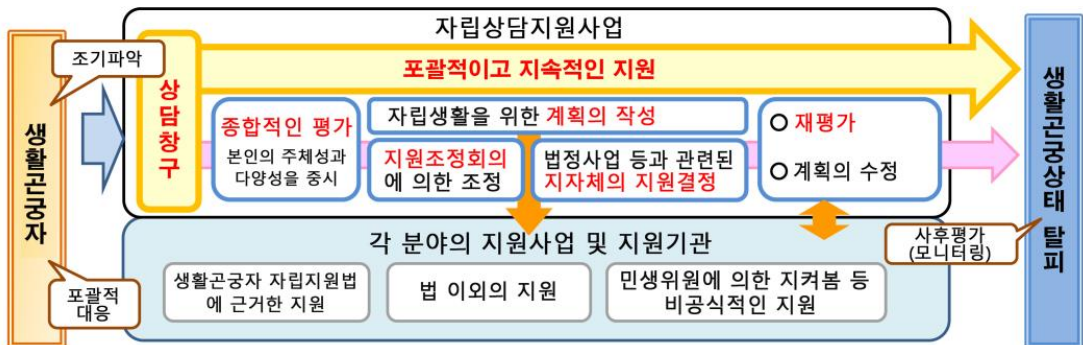 자립상담지원사업
생활곤궁자
조기파악
포괄적
대응
상담창구
포괄적이고 지속적인 지원
종합적인 평가
본인의 주체성과
다양성을 중시
자립생활을 위한 계획의 작성
지원조정회의
에 의한 조정
법정사업 등과 관련된
지자체의 지원결정
재평가
계획의 수정
각 분야의 지원사업 및 지원기관
생활곤궁자 자립지원법
에 근거한 지원
법 이외의 지원
민생위원에 의한 지켜봄 등
비공식적인 지원
사후평가
(모니터링)
생활곤궁상태 탈피